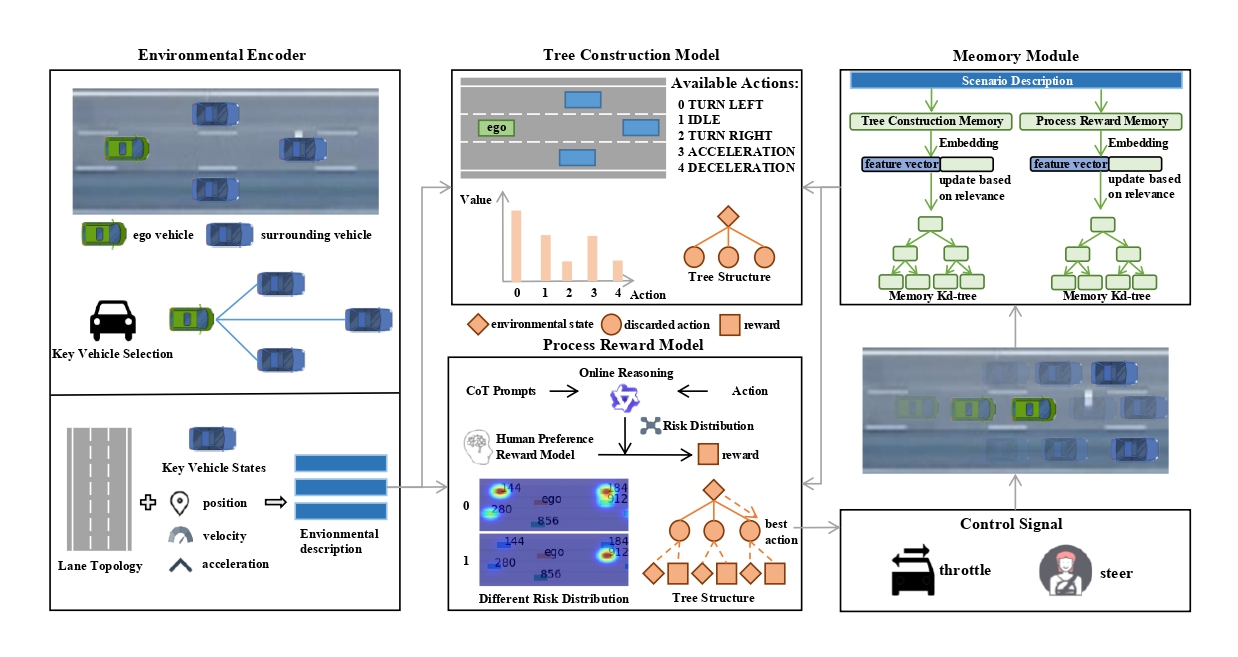 Environmental Encoder
ego vehicle
surrounding vehicle
Key Vehicle Selection
Lane Topology
Key Vehicle States
position
velocity
acceleration
Envionmental
description
Tree Construction Model
ego
Available Actions:
0 TURN LEFT
1 IDLE
2 TURN RIGHT
3 ACCELERATION
4 DECELERATION
Value
0 1 2 3 4
Action
Tree Structure
environmental state
discarded action
reward
Process Reward Model
Online Reasoning
CoT Prompts
Action
Risk Distribution
Human Preference
Reward Model
reward
0
144
ego
184
912
280
856
1
144
ego
184
912
280
856
Different Risk Distribution
best
action
Tree Structure
Meomory Module
Scenario Description
Tree Construction Memory
Process Reward Memory
Embedding
Embedding
feature vector
feature vector
update based
on relevance
update based
on relevance
Memory Kd-tree
Memory Kd-tree
Control Signal
throttle
steer